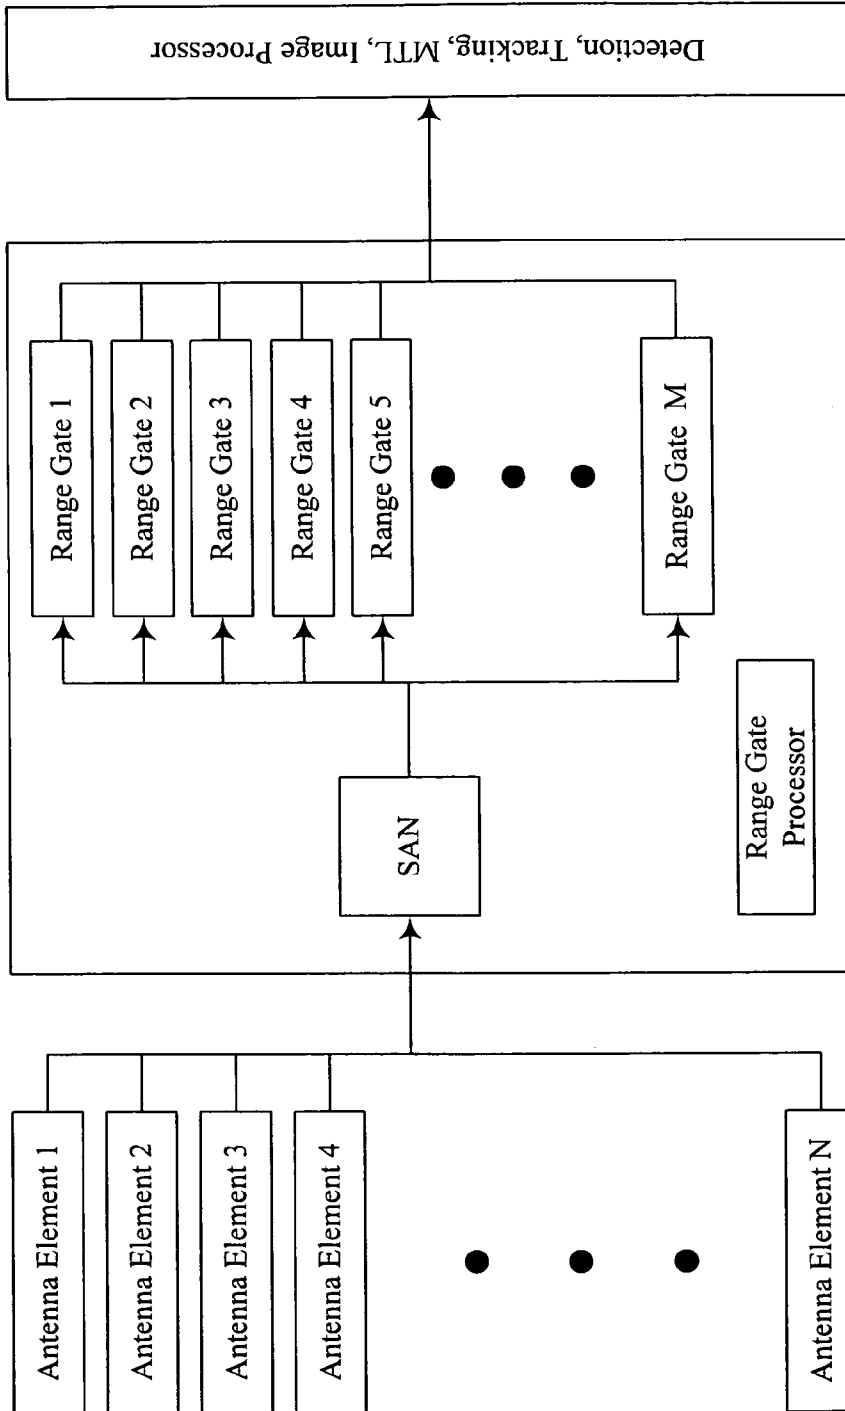 Antenna Element 1
Antenna Element 2
Antenna Element 3
Antenna Element 4
Antenna Element N
SAN
Range Gate 1
Range Gate 2
Range Gate 3
Range Gate 4
Range Gate 5
Range Gate M
Range Gate
Processor
Detection, Tracking, MTL, Image Processor